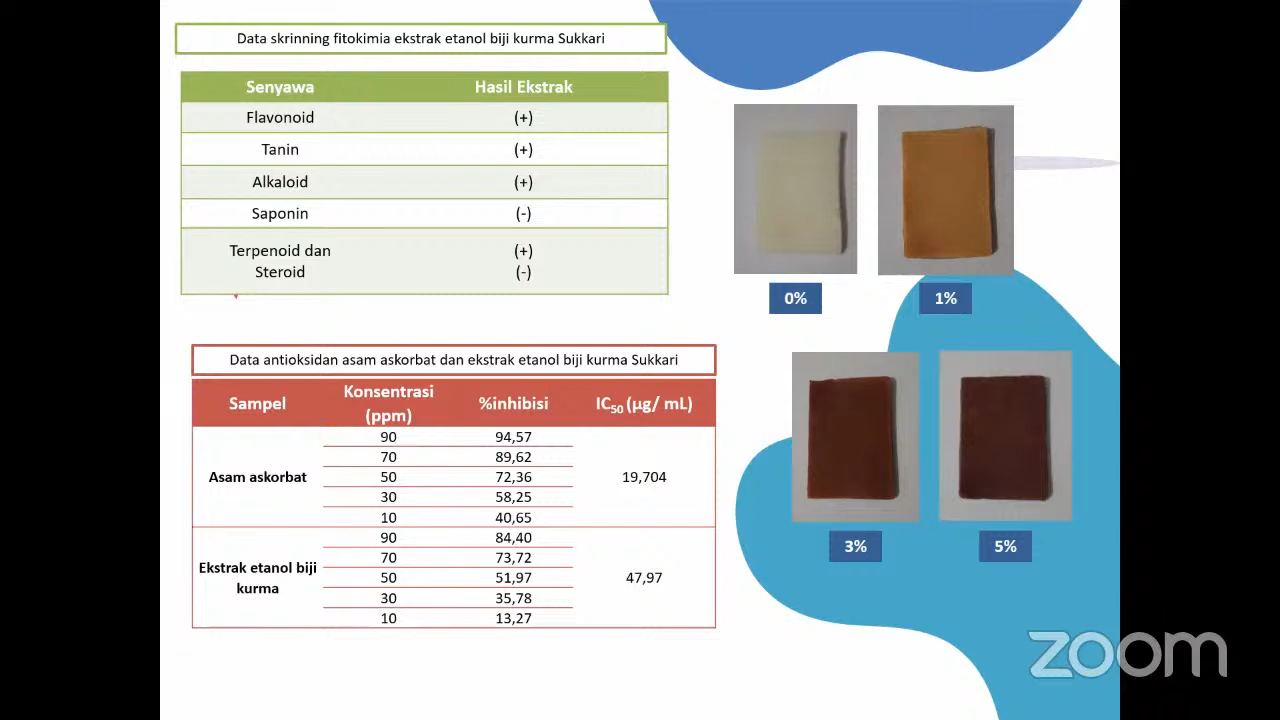 Data skrinning fitokimia ekstrak etanol biji kurma Sukkari
Senyawa Hasil Ekstrak
Flavonoid (+)
Tanin (+)
Alkaloid (+)
Saponin (-)
Terpenoid dan (+)
Steroid (-)
0% 1%
Data antioksidan asam askorbat dan ekstrak etanol biji kurma Sukkari
Sampel Konsentrasi (ppm) %inhibisi IC50 (µg/ mL)
Asam askorbat 90 94,57 19,704
70 89,62
50 72,36
30 58,25
10 40,65
Ekstrak etanol biji kurma 90 84,40 47,97
70 73,72
50 51,97
30 35,78
10 13,27
3% 5%
zoom